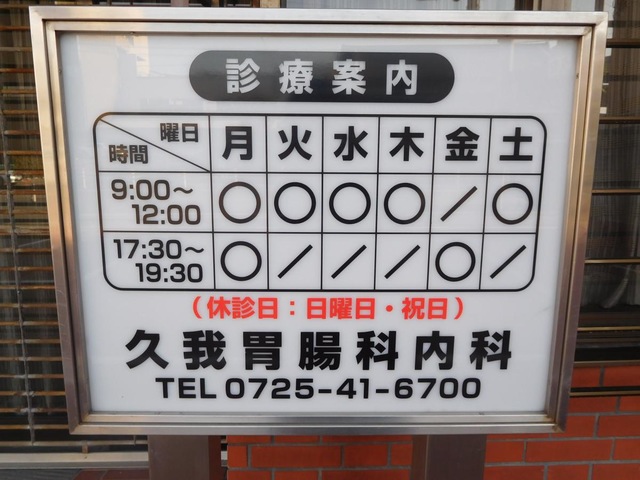 診療案内
曜日 月 火 水 木 金 土
時間
9:00～12:00 ○ ○ ○ ○ ／ ○
17:30～19:30 ○ ／ ／ ／ ○ ／
（休診日：日曜日・祝日）
久我胃腸科内科
TEL 0725-41-6700